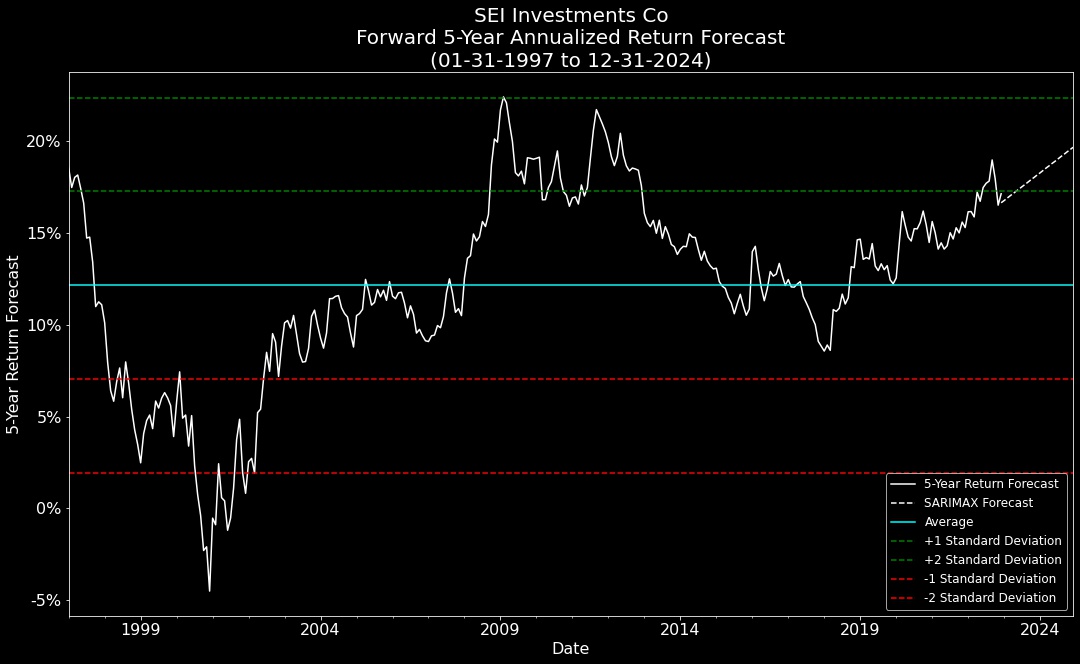 SEI Investments Co
Forward 5-Year Annualized Return Forecast
(01-31-1997 to 12-31-2024)
5-Year Return Forecast
20%
15%
10%
5%
0%
-5%
1999
2004
2009
2014
2019
2024
Date
5-Year Return Forecast
SARIMAX Forecast
Average
+1 Standard Deviation
+2 Standard Deviation
-1 Standard Deviation
-2 Standard Deviation